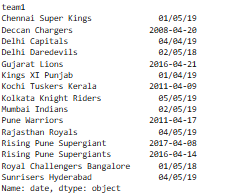 team1
Chennai Super Kings            01/05/19
Deccan Chargers              2008-04-20
Delhi Capitals                 04/04/19
Delhi Daredevils               02/05/18
Gujarat Lions                2016-04-21
Kings XI Punjab                01/04/19
Kochi Tuskers Kerala         2011-04-09
Kolkata Knight Riders          05/05/19
Mumbai Indians                 02/05/19
Pune Warriors                2011-04-17
Rajasthan Royals               04/05/19
Rising Pune Supergiant       2017-04-08
Rising Pune Supergiants      2016-04-14
Royal Challengers Bangalore    01/05/18
Sunrisers Hyderabad            04/05/19
Name: date, dtype: object